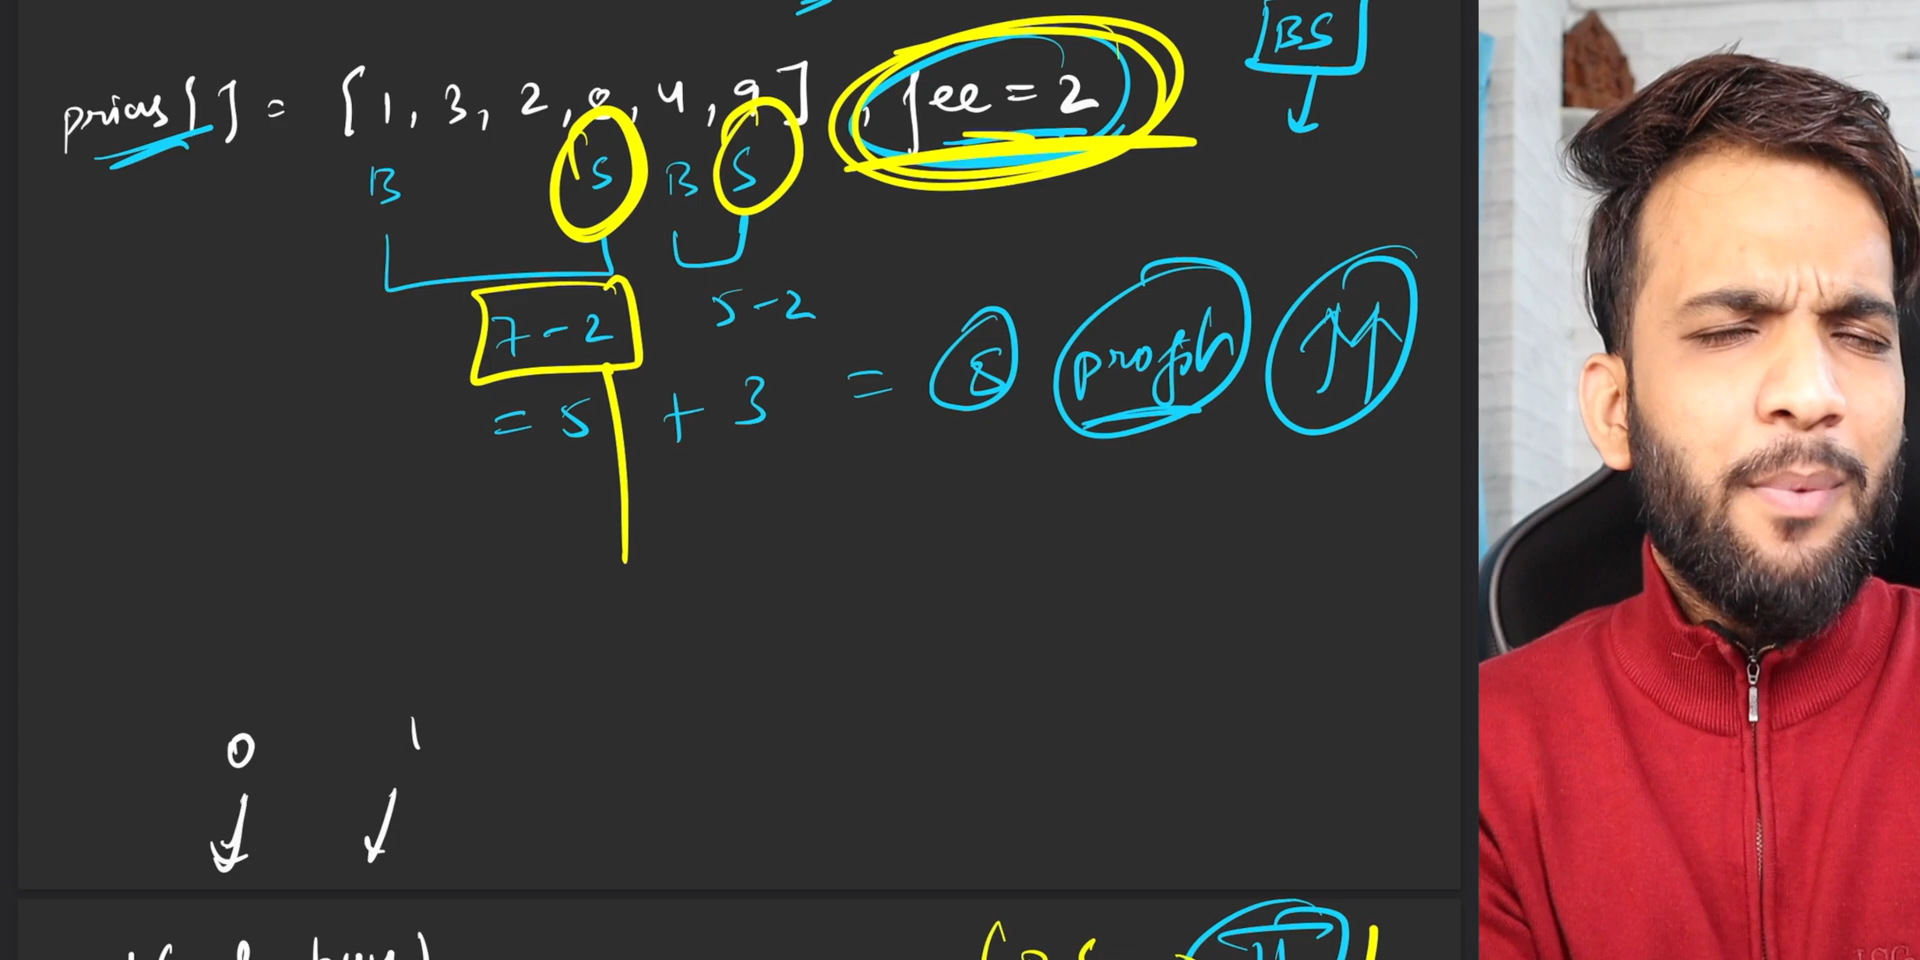 BS
prices[] = [1, 3, 2, 8, 4, 9], fee = 2
B S B S
7 - 2 5 - 2
= 5 + 3 = 8 profit
0 1
buy)